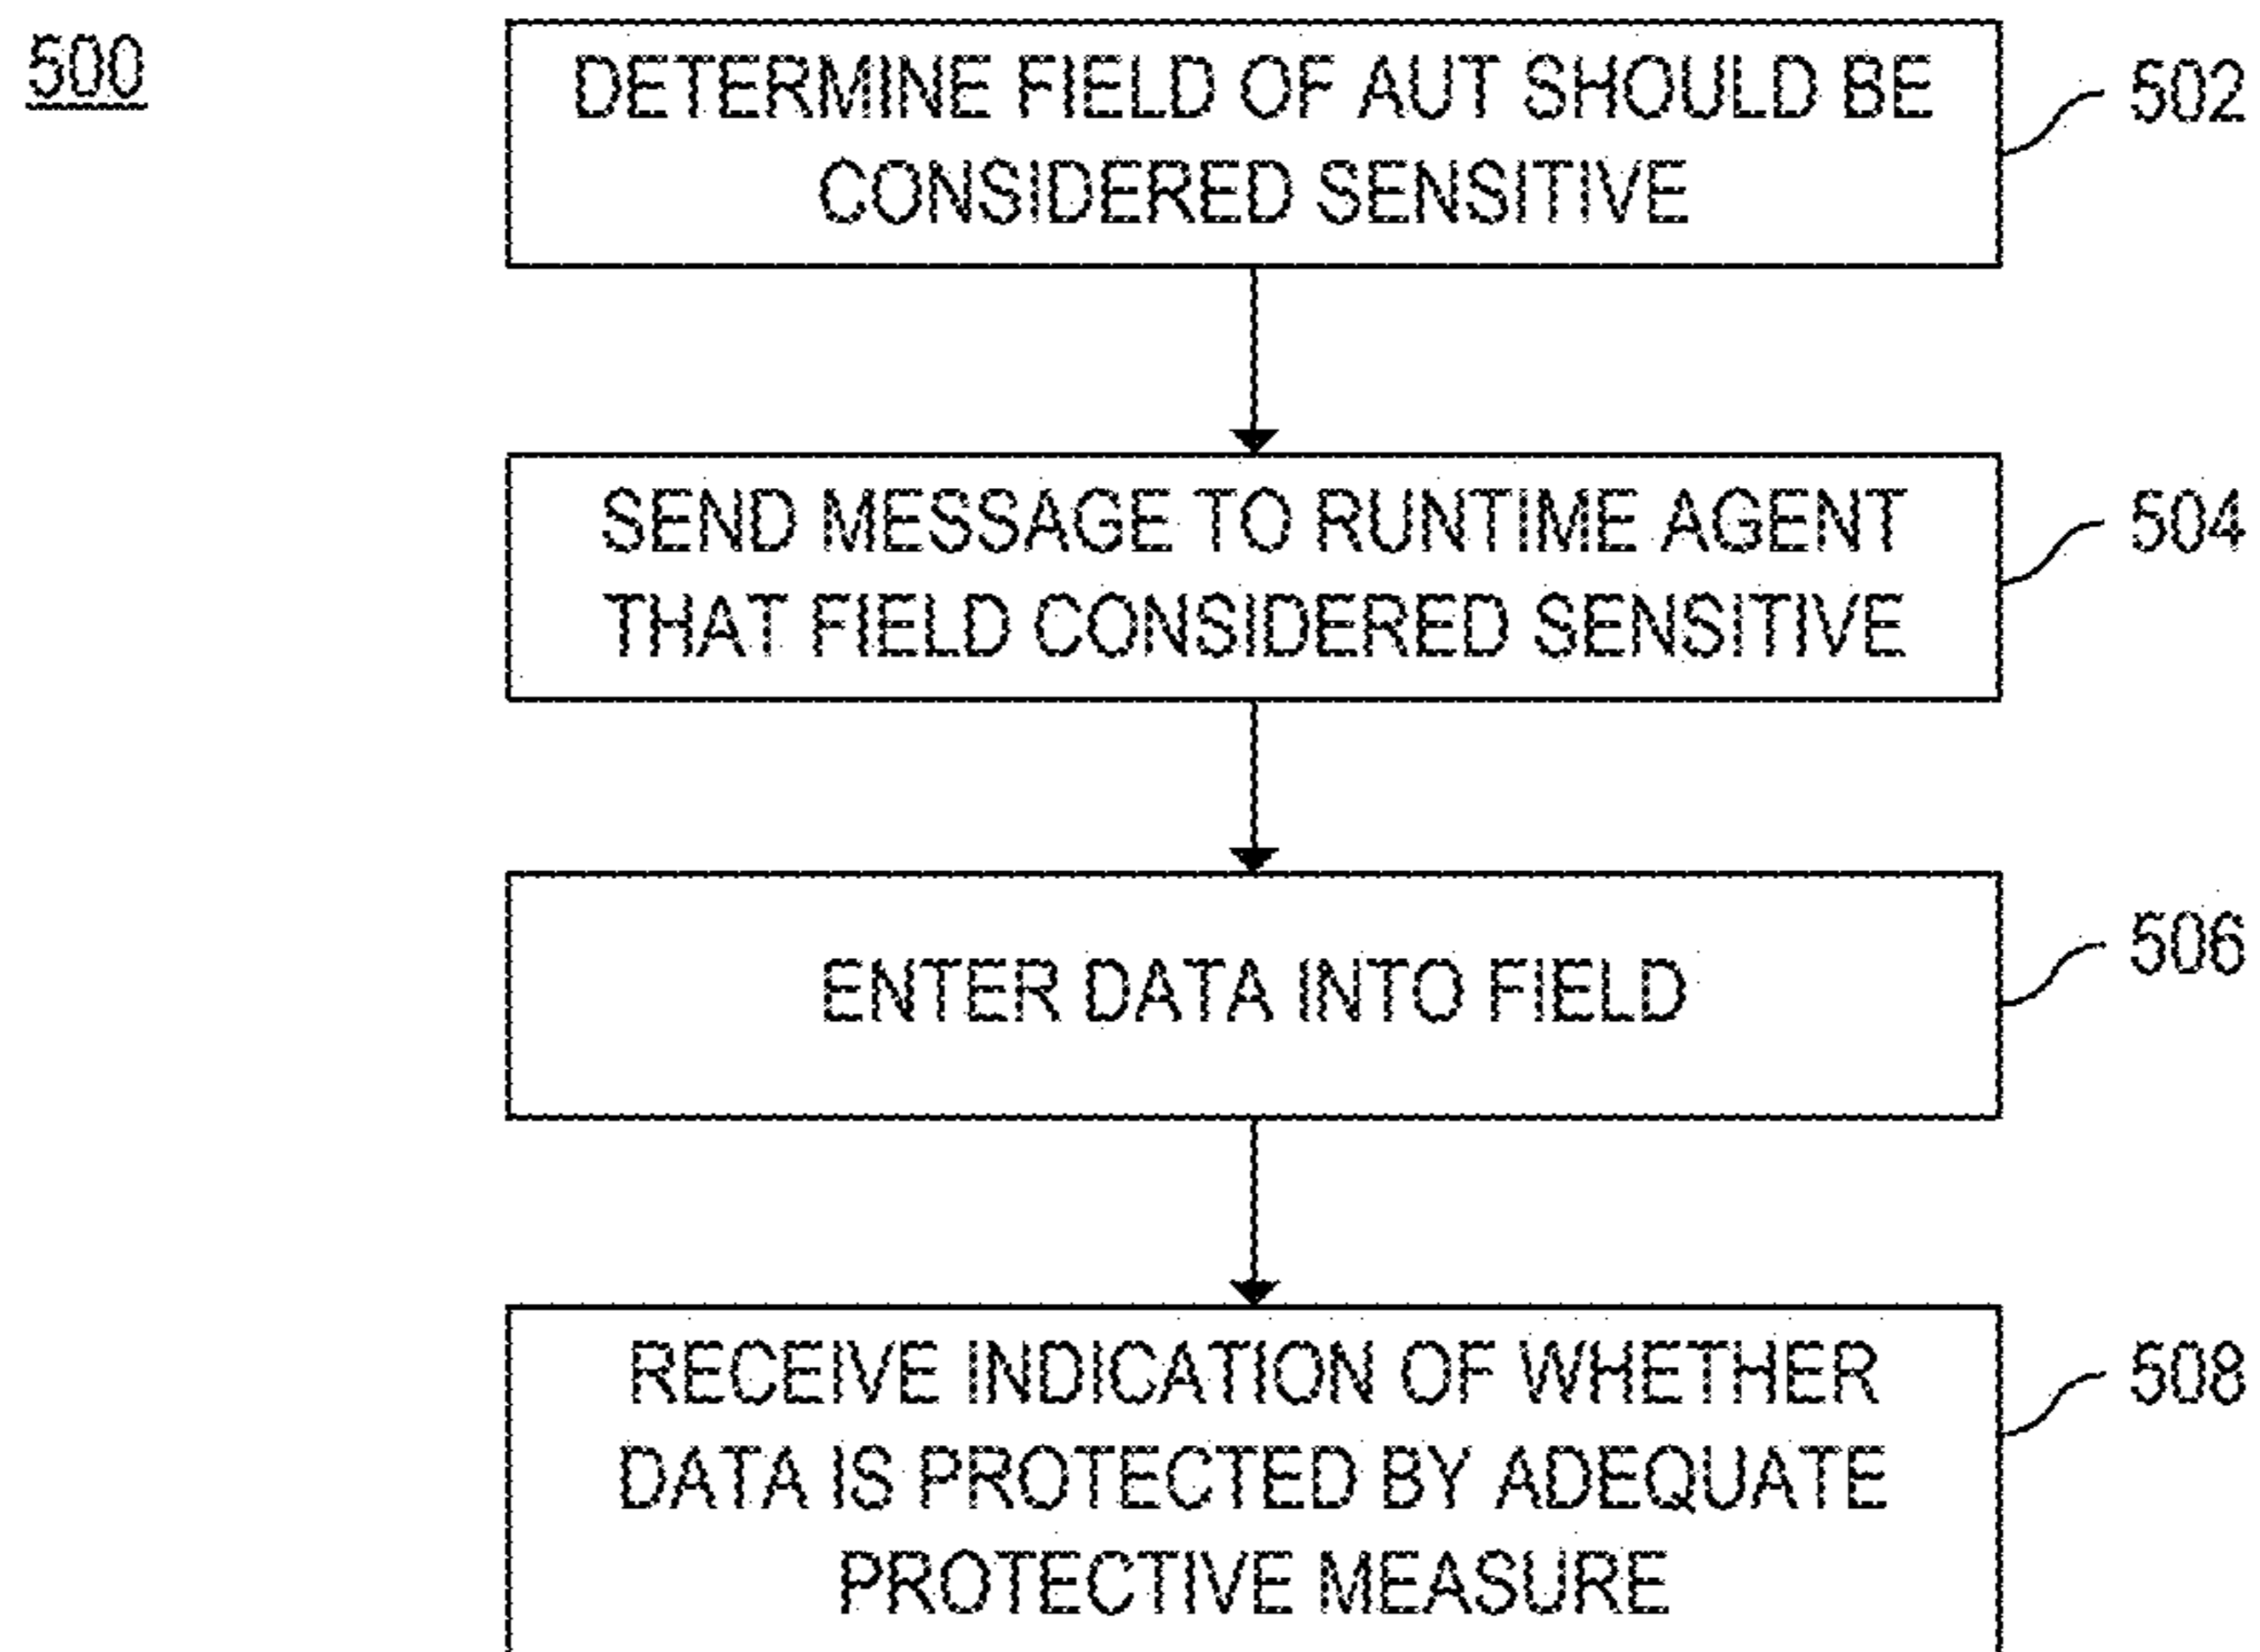 500
DETERMINE FIELD OF AUT SHOULD BE
CONSIDERED SENSITIVE
502
SEND MESSAGE TO RUNTIME AGENT
THAT FIELD CONSIDERED SENSITIVE
504
ENTER DATA INTO FIELD
506
RECEIVE INDICATION OF WHETHER
DATA IS PROTECTED BY ADEQUATE
PROTECTIVE MEASURE
508